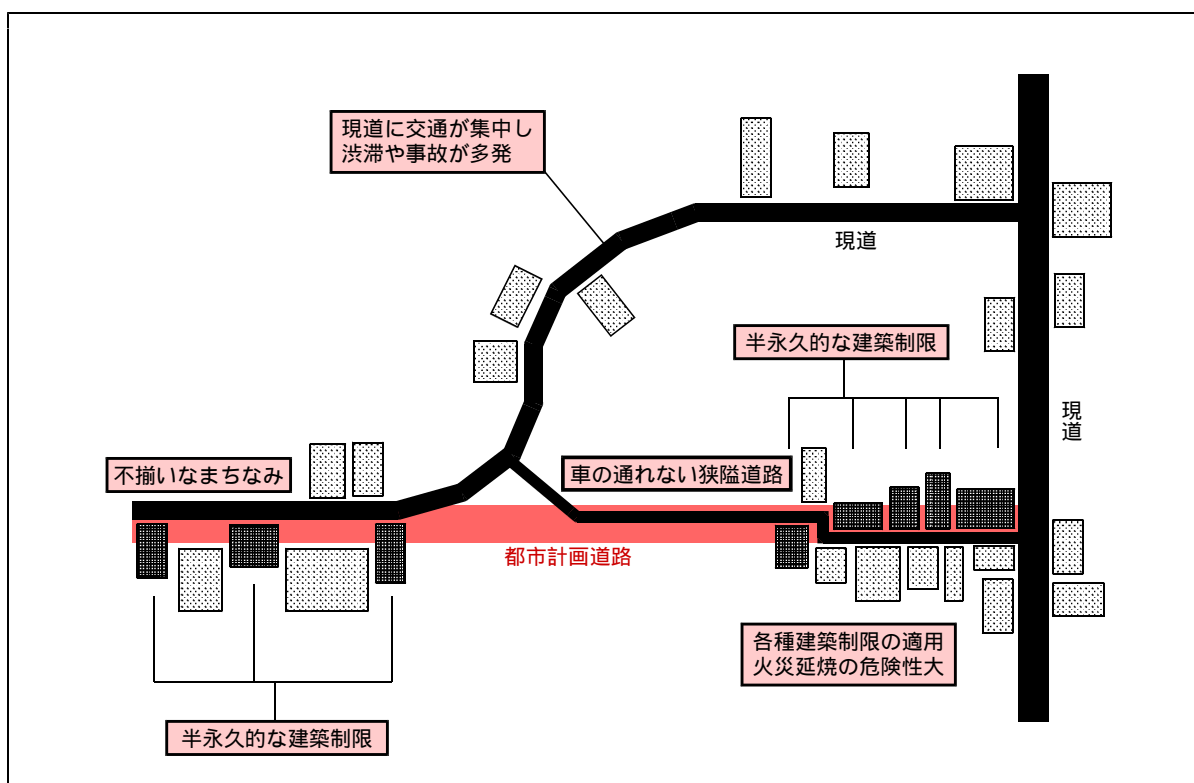 現道に交通が集中し
渋滞や事故が多発
現道
半永久的な建築制限
現道
不揃いなまちなみ
車の通れない狭隘道路
都市計画道路
各種建築制限の適用
火災延焼の危険性大
半永久的な建築制限